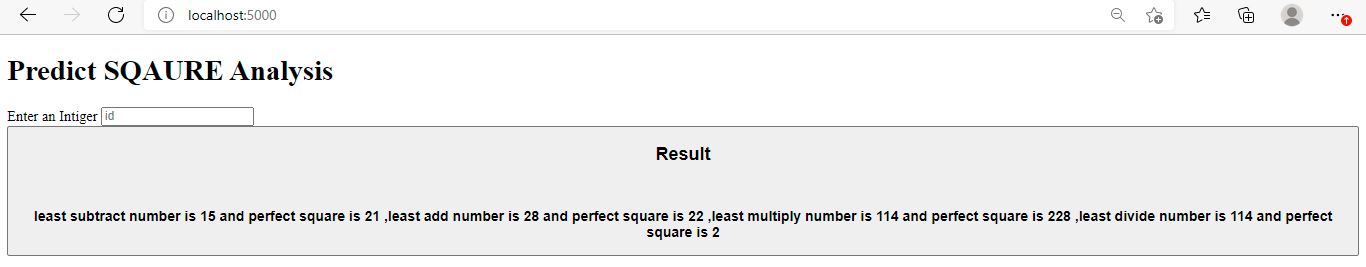 localhost:5000
Predict SQAURE Analysis
Enter an Intiger id
Result
least subtract number is 15 and perfect square is 21 ,least add number is 28 and perfect square is 22 ,least multiply number is 114 and perfect square is 228 ,least divide number is 114 and perfect
square is 2